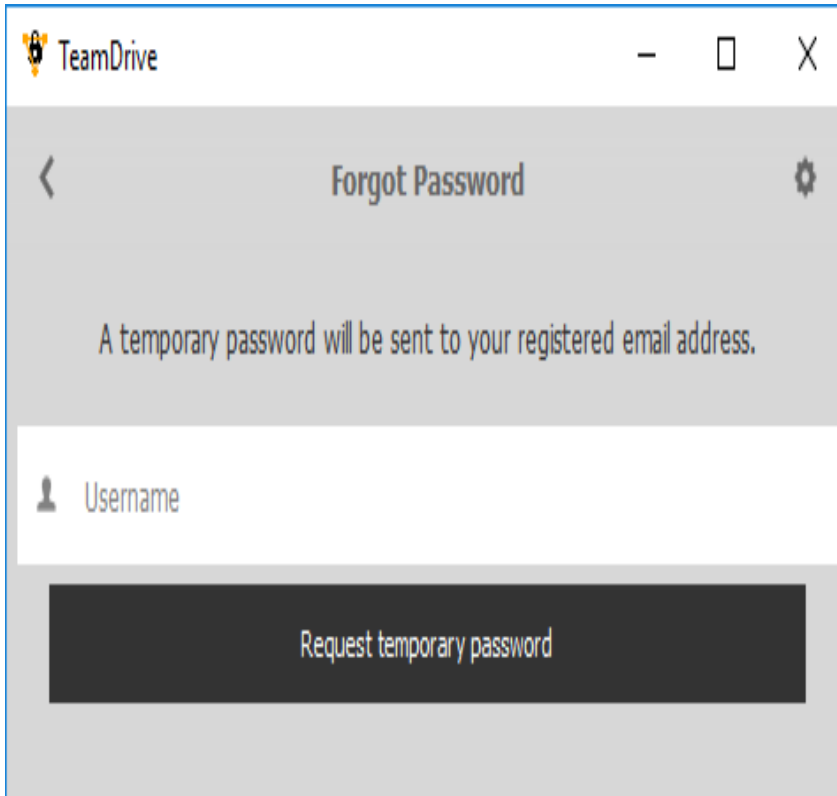 TeamDrive
Forgot Password
A temporary password will be sent to your registered email address.
Username
Request temporary password